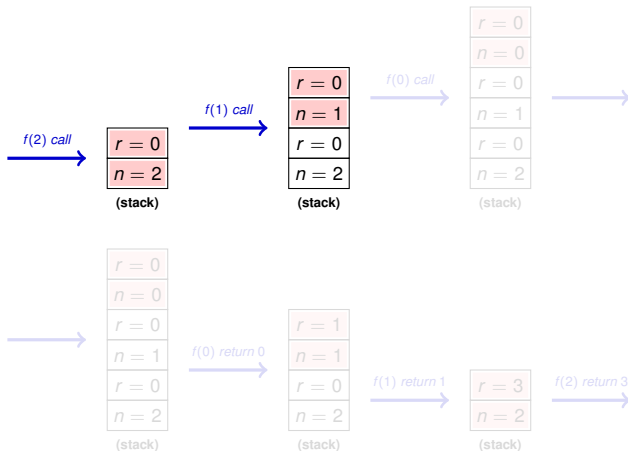 f(2) call
r = 0
n = 2
(stack)
f(1) call
r = 0
n = 1
r = 0
n = 2
(stack)
f(0) call
r = 0
n = 0
r = 0
n = 1
r = 0
n = 2
(stack)
r = 0
n = 0
r = 0
n = 1
r = 0
n = 2
(stack)
f(0) return 0
r = 1
n = 1
r = 0
n = 2
(stack)
f(1) return 1
r = 3
n = 2
(stack)
f(2) return 3